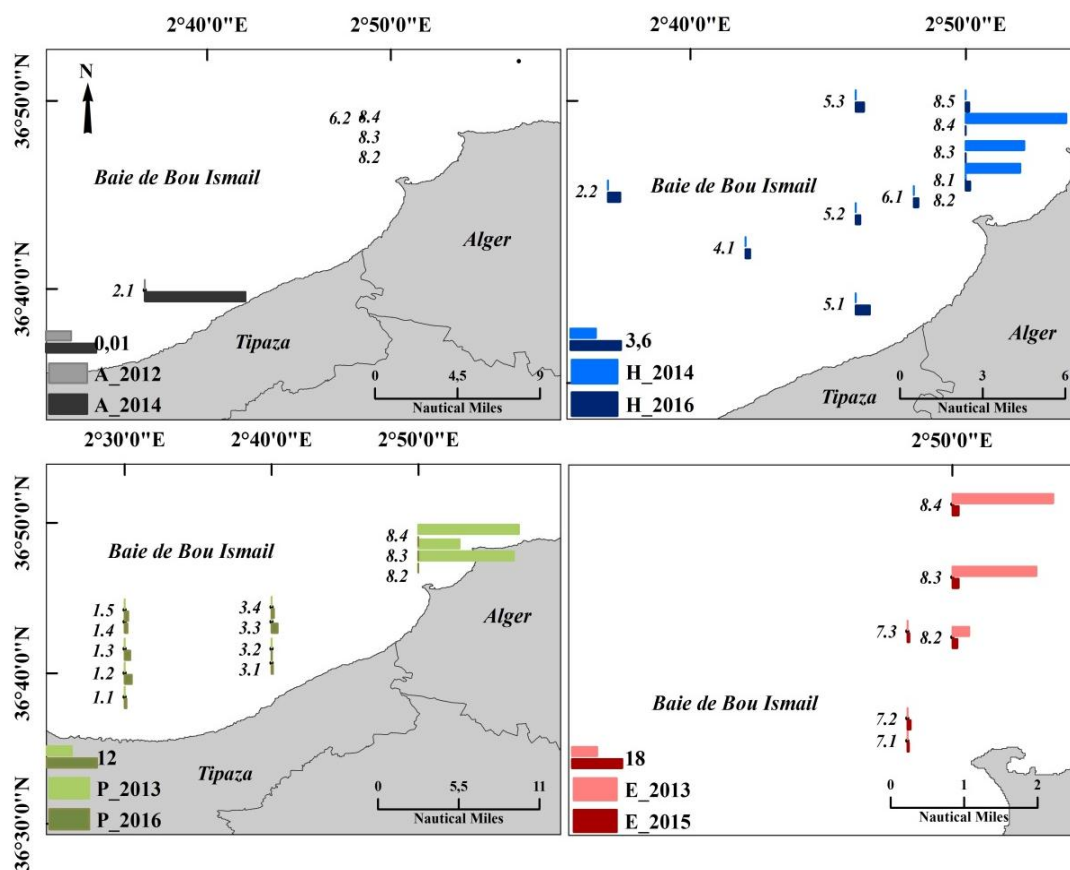 2°40'0"E 2°50'0"E
36°50'0"N
36°40'0"N
N
6.2 8.4
8.3
8.2
Baie de Bou Ismail
Alger
2.1
Tipaza
0,01
A_2012
A_2014
0 4,5 9
Nautical Miles
2°40'0"E 2°50'0"E
5.3
8.5
8.4
8.3
8.1
8.2
2.2
Baie de Bou Ismail
6.1
5.2
4.1
5.1
Alger
3,6
H_2014
H_2016
0 3 6
Nautical Miles
Tipaza
2°30'0"E 2°40'0"E 2°50'0"E
36°50'0"N
36°40'0"N
36°30'0"N
8.4
8.3
8.2
Baie de Bou Ismail
1.5
1.4
1.3
1.2
1.1
3.4
3.3
3.2
3.1
Alger
Tipaza
12
P_2013
P_2016
0 5,5 11
Nautical Miles
2°50'0"E
8.4
8.3
7.3
8.2
Baie de Bou Ismail
7.2
7.1
18
E_2013
E_2015
0 1 2
Nautical Miles